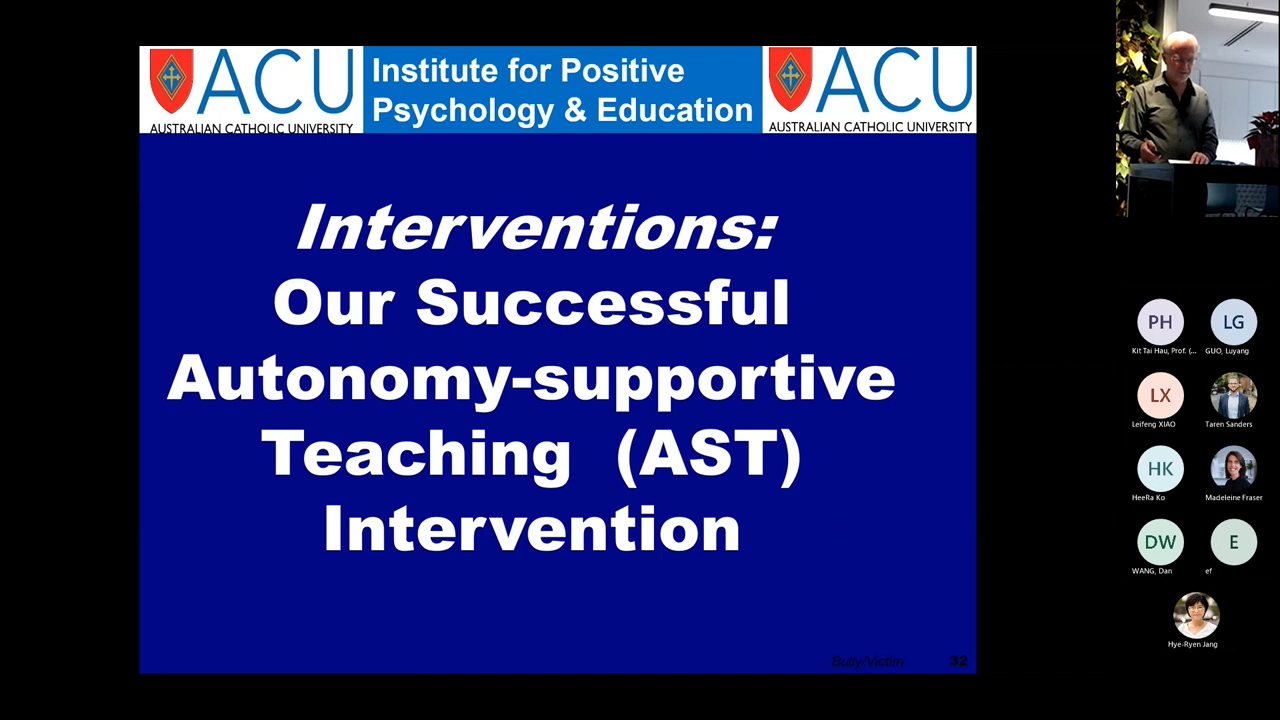 ACU
AUSTRALIAN CATHOLIC UNIVERSITY
Institute for Positive
Psychology & Education
ACU
AUSTRALIAN CATHOLIC UNIVERSITY
Interventions:
Our Successful
Autonomy-supportive
Teaching (AST)
Intervention
Bully/Victim 32
PH
Kit Tai Hau, Prof. (...
LG
GUO, Luyang
LX
Leifeng XIAO
Taren Sanders
HK
HeeRa Ko
Madeleine Fraser
DW
WANG, Dan
E
ef
Hye-Ryen Jang